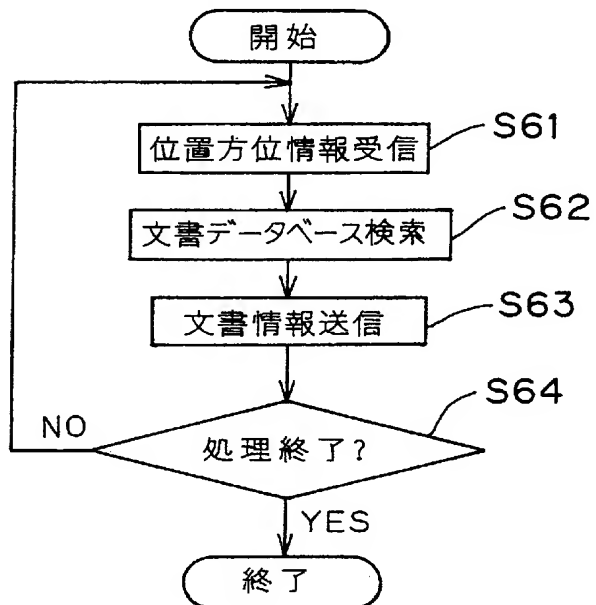 開始
位置方位情報受信
S61
文書データベース検索
S62
文書情報送信
S63
処理終了?
S64
NO
YES
終了